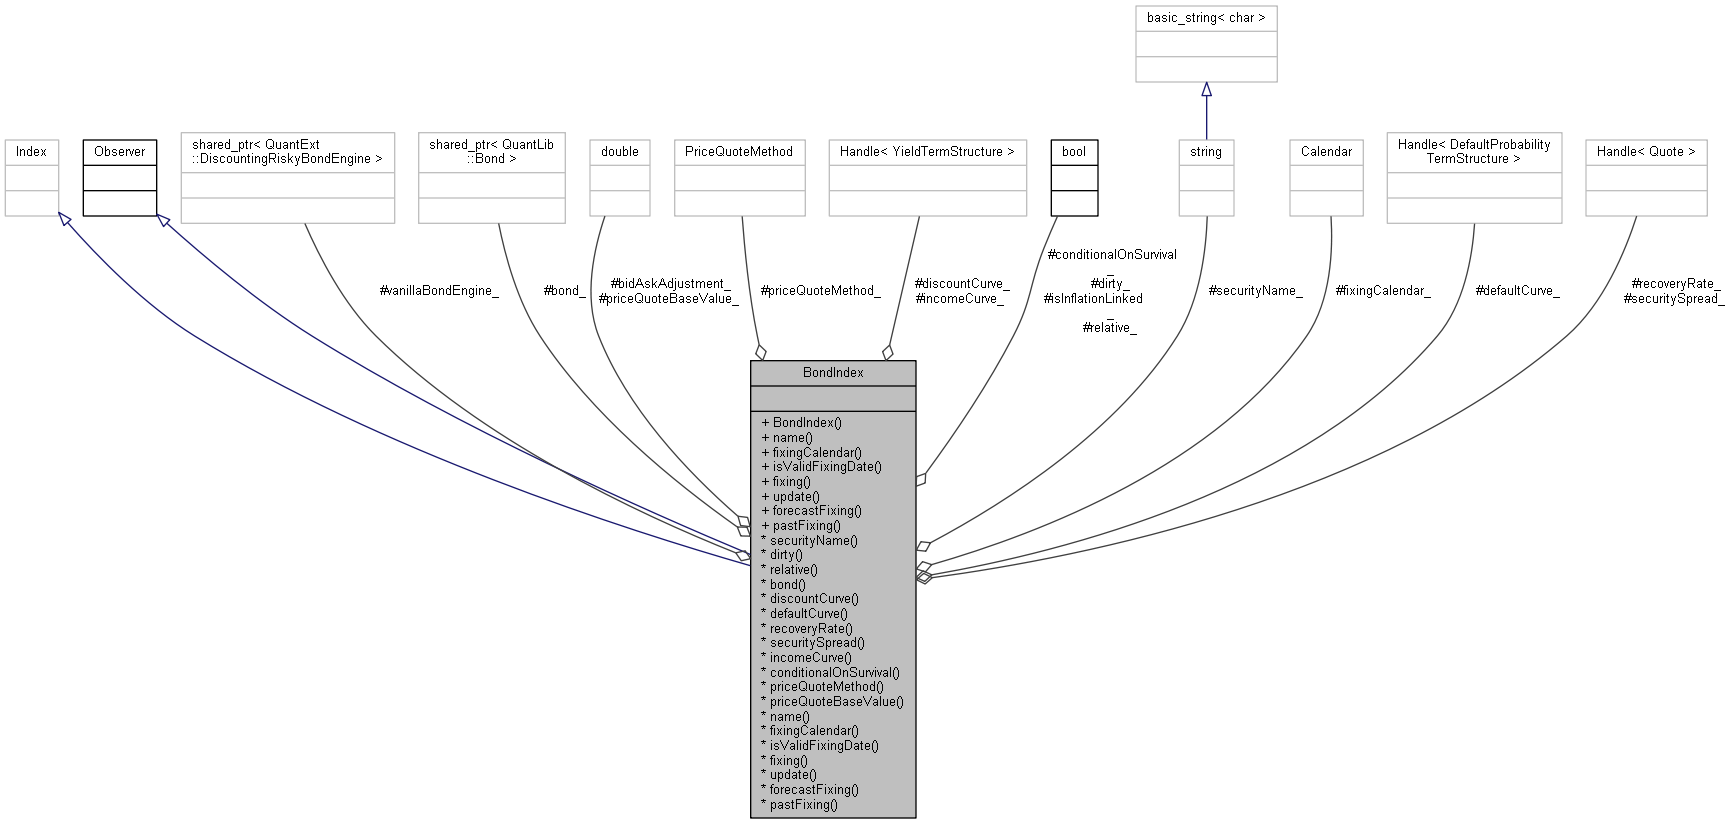 basic_string< char >
Index
Observer
shared_ptr< QuantExt
::DiscountingRiskyBondEngine >
shared_ptr< QuantLib
::Bond >
double
PriceQuoteMethod
Handle< YieldTermStructure >
bool
string
Calendar
Handle< DefaultProbability
TermStructure >
Handle< Quote >
#vanillaBondEngine_
#bond_
#bidAskAdjustment_
#priceQuoteBaseValue_
#priceQuoteMethod_
#discountCurve_
#incomeCurve_
#conditionalOnSurvival
_
#dirty_
#isInflationLinked
_
#relative_
#securityName_
#fixingCalendar_
#defaultCurve_
#recoveryRate_
#securitySpread_
BondIndex
+ BondIndex()
+ name()
+ fixingCalendar()
+ isValidFixingDate()
+ fixing()
+ update()
+ forecastFixing()
+ pastFixing()
* securityName()
* dirty()
* relative()
* bond()
* discountCurve()
* defaultCurve()
* recoveryRate()
* securitySpread()
* incomeCurve()
* conditionalOnSurvival()
* priceQuoteMethod()
* priceQuoteBaseValue()
* name()
* fixingCalendar()
* isValidFixingDate()
* fixing()
* update()
* forecastFixing()
* pastFixing()